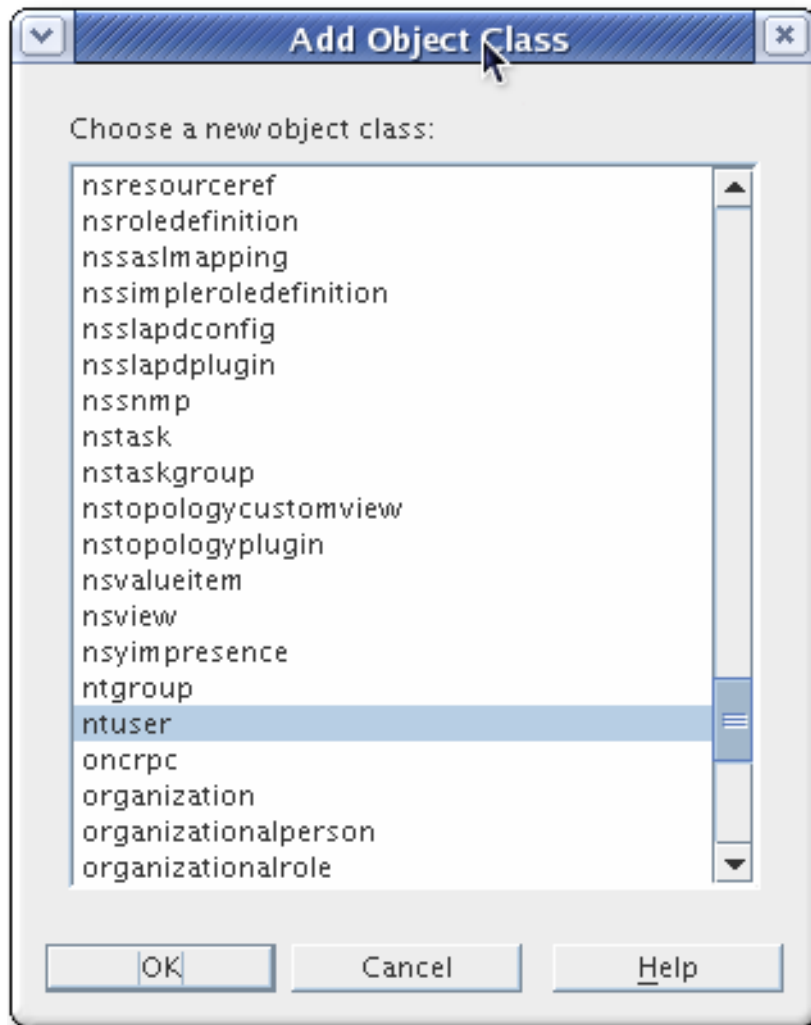 Add Object Class
Choose a new object class:
nsresourceref
nsroledefinition
nssaslmapping
nssimpleroledefinition
nsslapdconfig
nsslapdplugin
nssnmp
nstask
nstaskgroup
nstopologycustomview
nstopologyplugin
nsvalueitem
nsview
nsyimpresence
ntgroup
ntuser
oncrpc
organization
organizationalperson
organizationalrole
OK Cancel Help